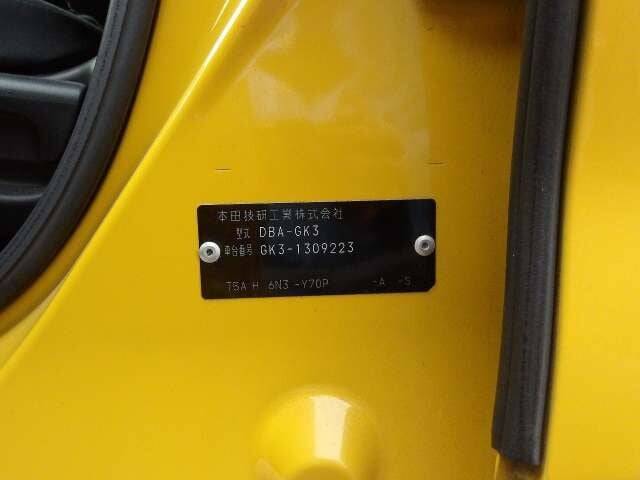 本田技研工業株式会社
型式 DBA-GK3
車台番号 GK3-1309223
T5A H 6N3 -Y70P -A -S